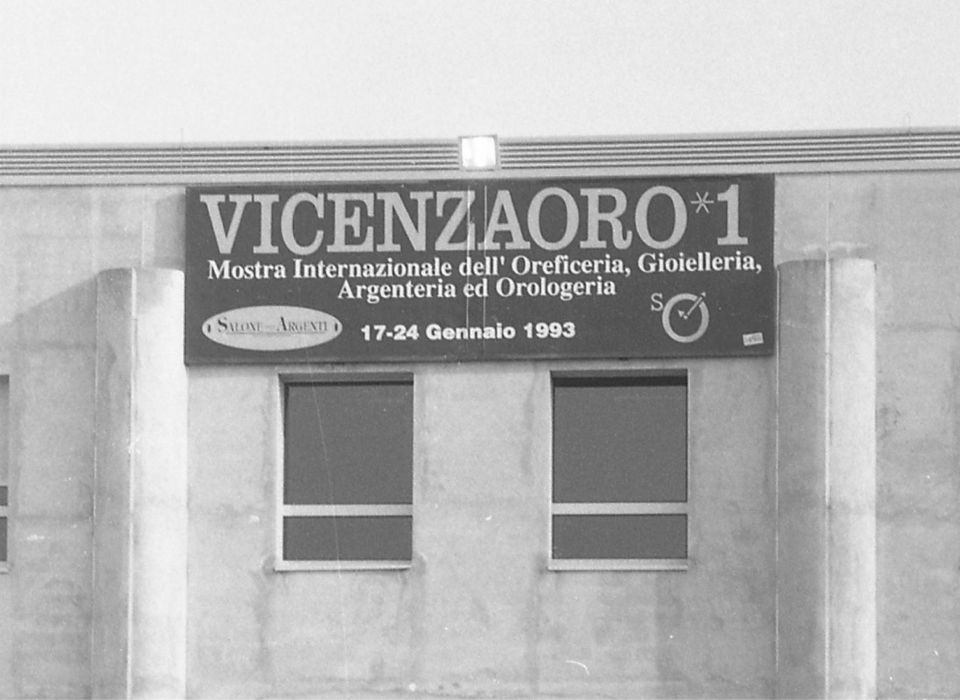 VICENZAORO*1
Mostra Internazionale dell' Oreficeria, Gioielleria,
Argenteria ed Orologeria
SALONE ARGENTI
17-24 Gennaio 1993
S